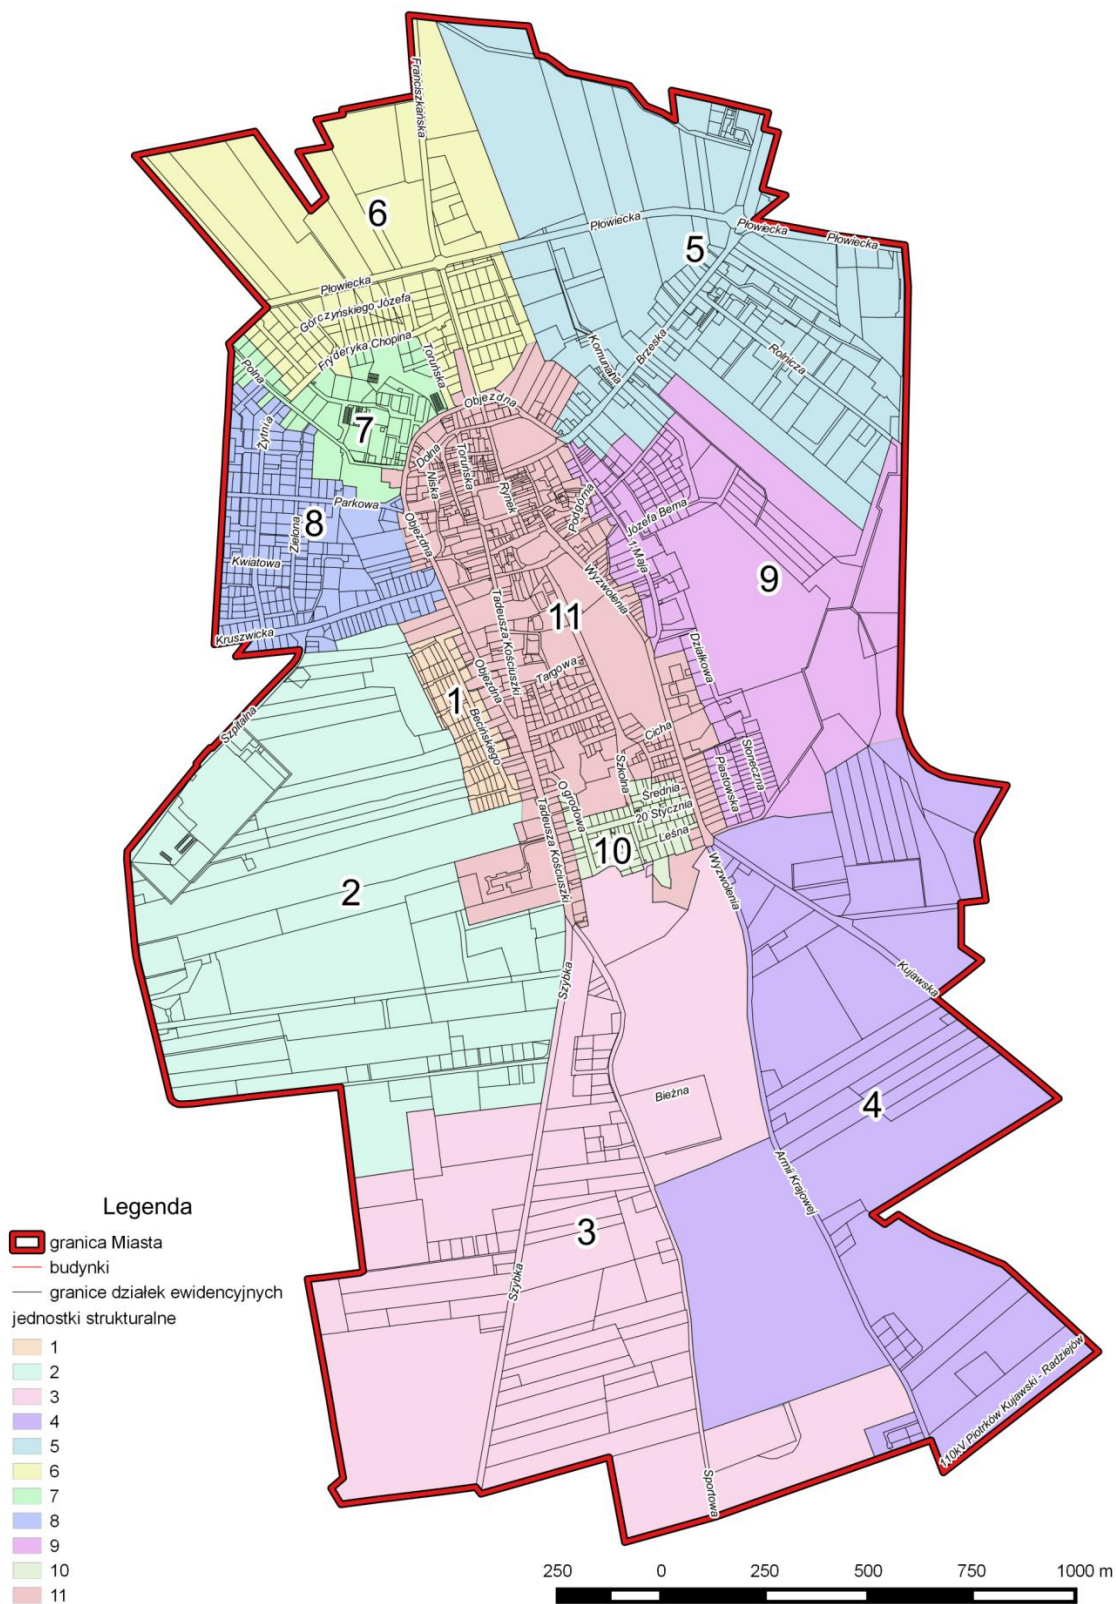 Franciszkańska
6
Płowiecka
Płowiecka
Płowiecka
5
Płowiecka
Górczyńskiego Józefa
Fryderyka Chopina
Toruńska
Komunalna
Brzeska
Rolnicza
Polna
Objezdna
7
Żytnia
Dolna
Niska
Toruńska
Rynek
Podgórna
Parkowa
8
Zielona
Objezdna
Józefa Bema
1 Maja
Kwiatowa
Wyzwolenia
9
Tadeusza Kościuszki
11
Kruszwicka
Działkowa
Objezdna
Targowa
1
Becińskiego
Szpitalna
Cicha
Słoneczna
Piastowska
Szkolna
Średnia
Ogrodowa
20 Stycznia
Tadeusza Kościuszki
Leśna
10
2
Wyzwolenia
Szybka
Kujawska
Bieżna
4
Armii Krajowej
3
Szybka
110kV Piotrków Kujawski - Radziejów
Sportowa
Legenda
granica Miasta
budynki
granice działek ewidencyjnych
jednostki strukturalne
1
2
3
4
5
6
7
8
9
10
11
250 0 250 500 1000 m